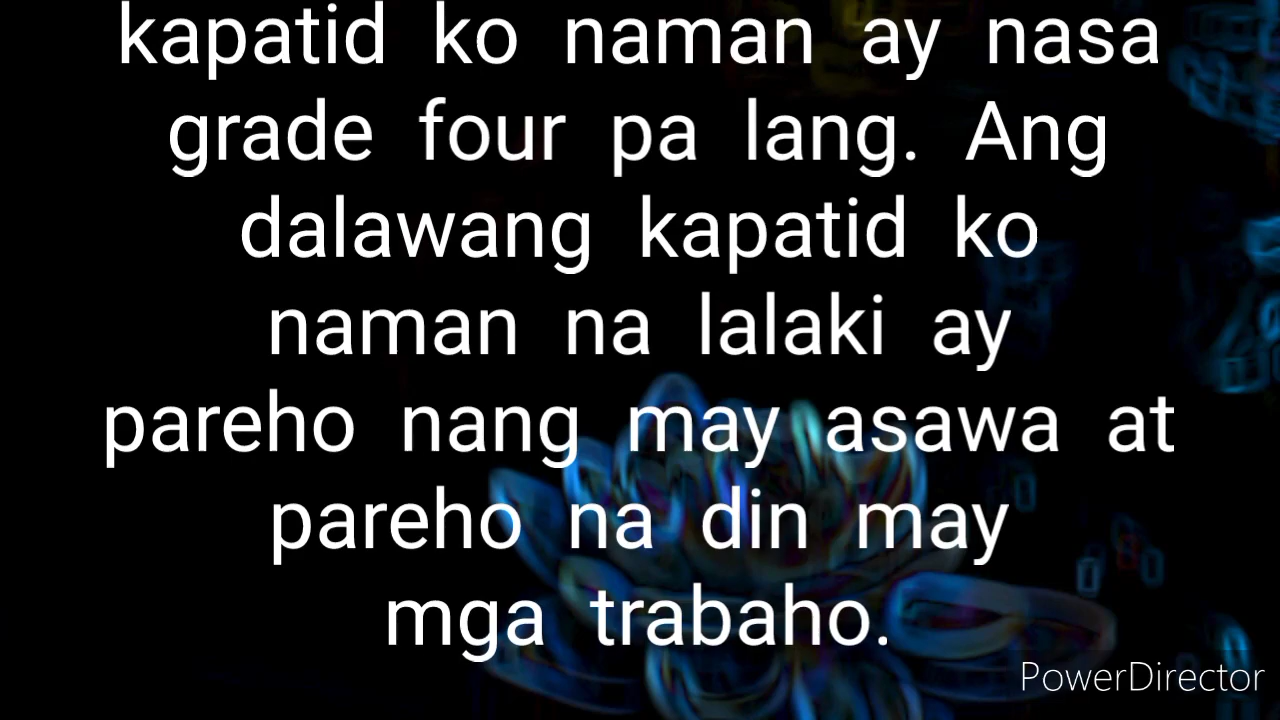 kapatid ko naman ay nasa
grade four pa lang. Ang
dalawang kapatid ko
naman na lalaki ay
pareho nang may asawa at
pareho na din may
mga trabaho.
PowerDirector